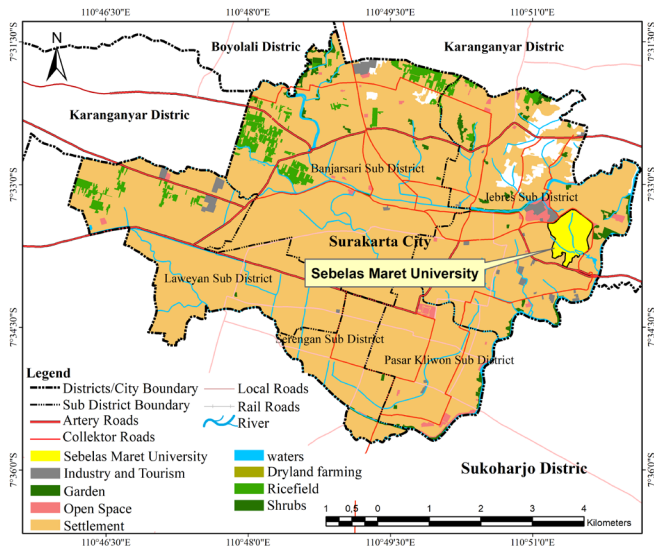 110°46'30"E 110°48'0"E 110°49'30"E 110°51'0"E
7°31'30"S 7°31'30"S
N
Boyolali Distric
Karanganyar Distric
Karanganyar Distric
Banjarsari Sub District
7°33'0"S 7°33'0"S
Jebres Sub District
Surakarta City
Sebelas Maret University
Laweyan Sub District
7°34'30"S 7°34'30"S
Serengan Sub District
Pasar Kliwon Sub District
Legend
Districts/City Boundary
Sub District Boundary
Artery Roads
Collektor Roads
Local Roads
Rail Roads
River
Sebelas Maret University
Industry and Tourism
Garden
Open Space
Settlement
waters
Dryland farming
Ricefield
Shrubs
Sukoharjo Distric
7°36'0"S 7°36'0"S
1 0,5 0 1 2 3 4
Kilometers
110°46'30"E 110°48'0"E 110°49'30"E 110°51'0"E